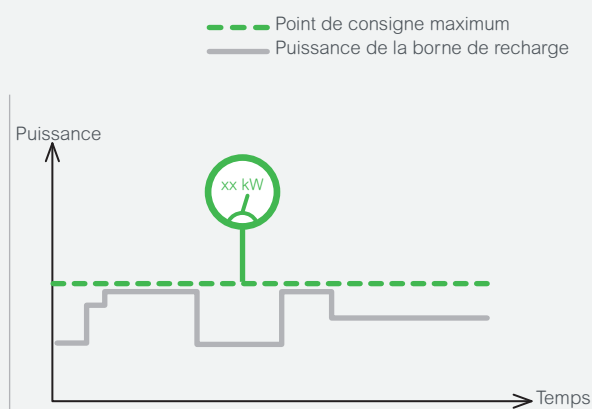 Point de consigne maximum
Puissance de la borne de recharge
Puissance
xx kW
Temps